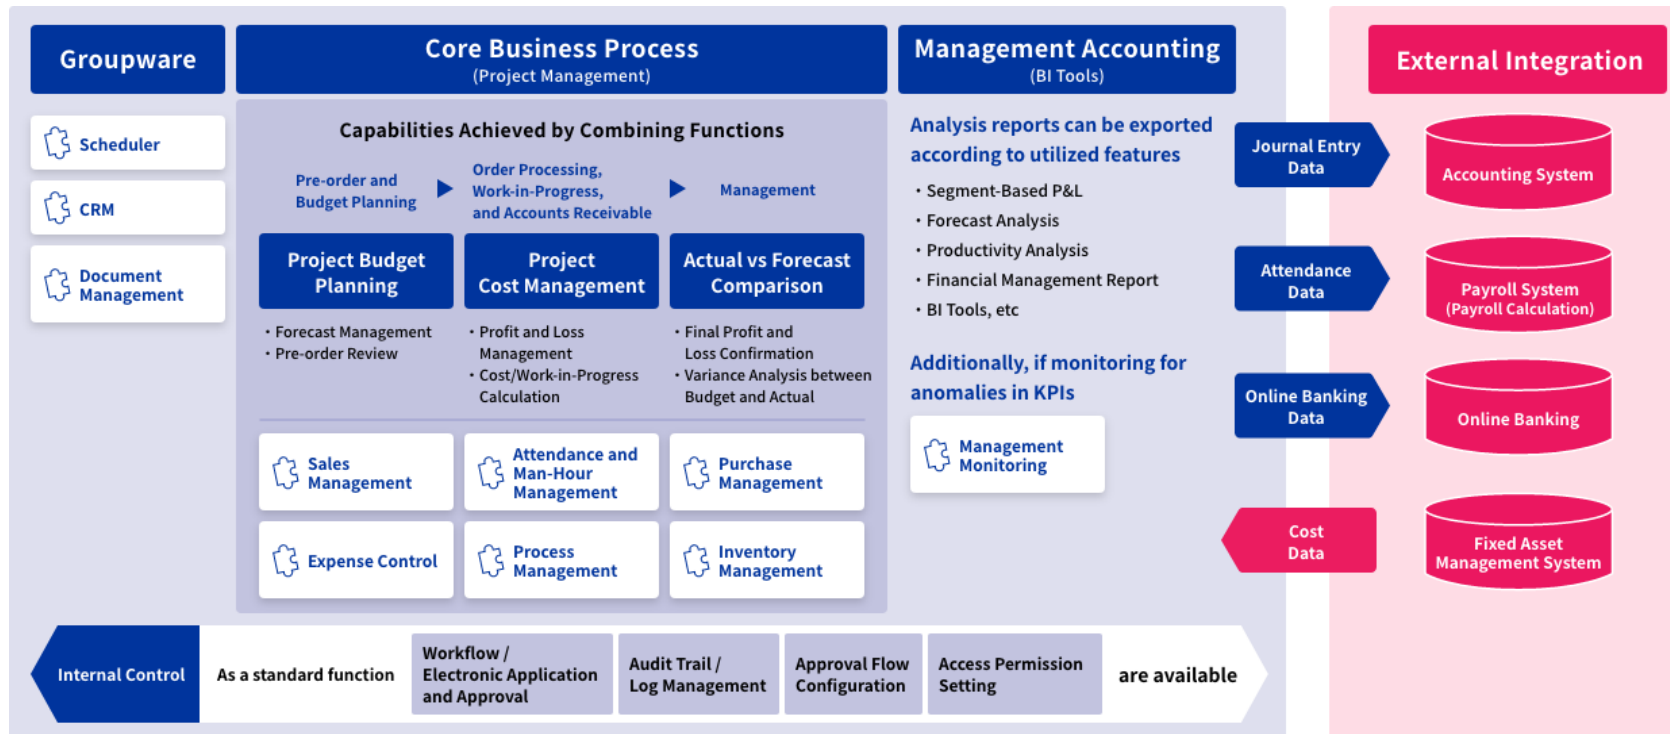 Groupware
Scheduler
CRM
Document
Management
Core Business Process
(Project Management)
Capabilities Achieved by Combining Functions
Pre-order and
Budget Planning
Order Processing,
Work-in-Progress,
and Accounts Receivable
Management
Project Budget
Planning
・Forecast Management
・Pre-order Review
Project
Cost Management
・Profit and Loss
Management
・Cost/Work-in-Progress
Calculation
Actual vs Forecast
Comparison
・Final Profit and
Loss Confirmation
・Variance Analysis between
Budget and Actual
Sales
Management
Attendance and
Man-Hour
Management
Purchase
Management
Expense Control
Process
Management
Inventory
Management
Management Accounting
(BI Tools)
Analysis reports can be exported
according to utilized features
・Segment-Based P&L
・Forecast Analysis
・Productivity Analysis
・Financial Management Report
・BI Tools, etc
Additionally, if monitoring for
anomalies in KPIs
Management
Monitoring
External Integration
Journal Entry
Data
Accounting System
Attendance
Data
Payroll System
(Payroll Calculation)
Online Banking
Data
Online Banking
Cost
Data
Fixed Asset
Management System
Internal Control
As a standard function
Workflow /
Electronic Application
and Approval
Audit Trail /
Log Management
Approval Flow
Configuration
Access Permission
Setting
are available